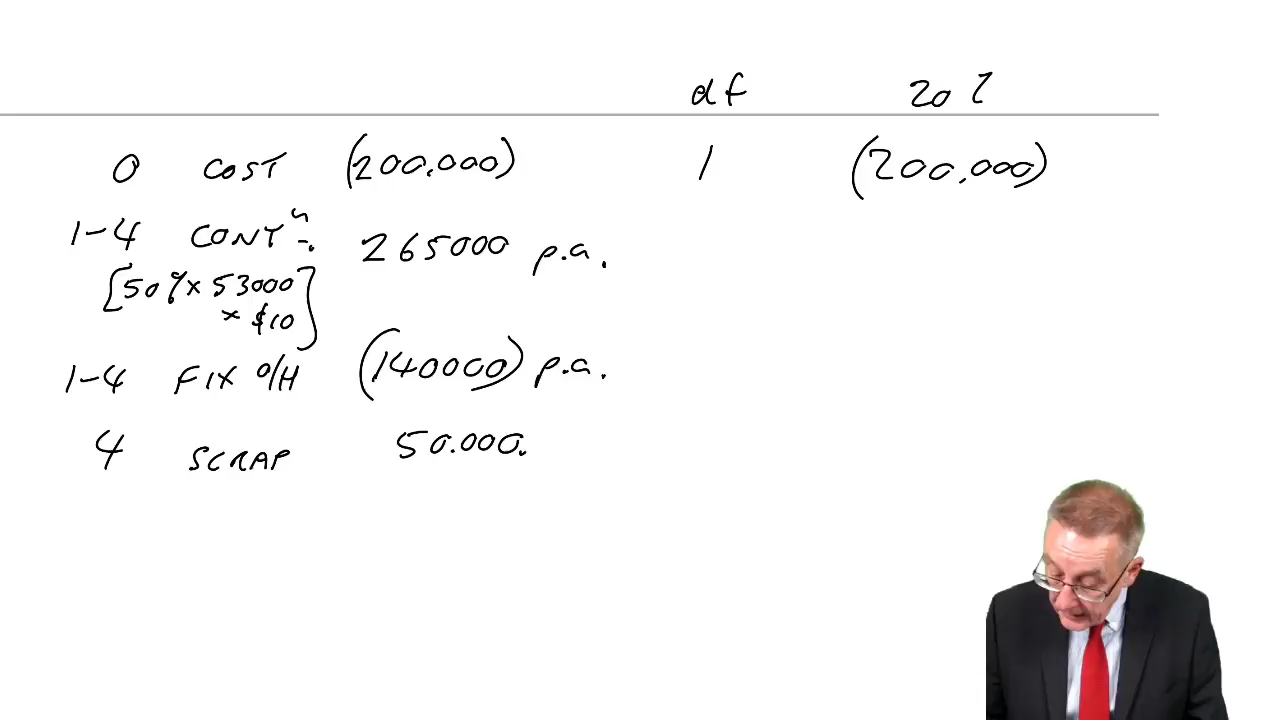 df 20%
0 COST (200.000) 1 (200.000)
1-4 CONTⁿ. 265000 p.a.
[50% x 53000
x $10]
1-4 FIX O/H (140000) p.a.
4 SCRAP 50.000.